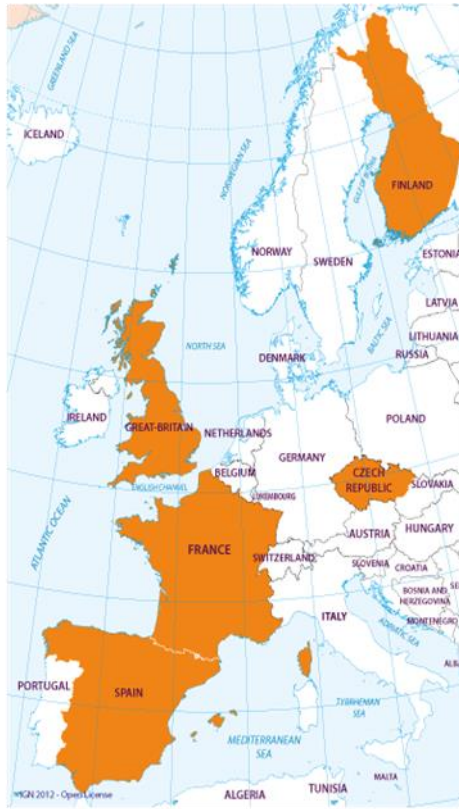 GREENLAND SEA
ICELAND
NORWEGIAN SEA
FINLAND
NORWAY
SWEDEN
ESTONIA
LATVIA
NORTH SEA
BALTIC SEA
LITHUANIA
RUSSIA
DENMARK
IRELAND
GREAT-BRITAIN
NETHERLANDS
POLAND
GERMANY
BELGIUM
CZECH
REPUBLIC
SLOVAKIA
ENGLISH CHANNEL
LUXEMBOURG
ATLANTIC OCEAN
AUSTRIA
HUNGARY
FRANCE
SWITZERLAND
SLOVENIA
CROATIA
BOSNIA AND
HERZEGOVINA
SE
ITALY
MONTENEGRO
ADRIATIC SEA
ALBA
PORTUGAL
SPAIN
TYRRHENIAN
SEA
MEDITERRANEAN
SEA
MALTA
IGN 2012 - Open License
ALGERIA
TUNISIA